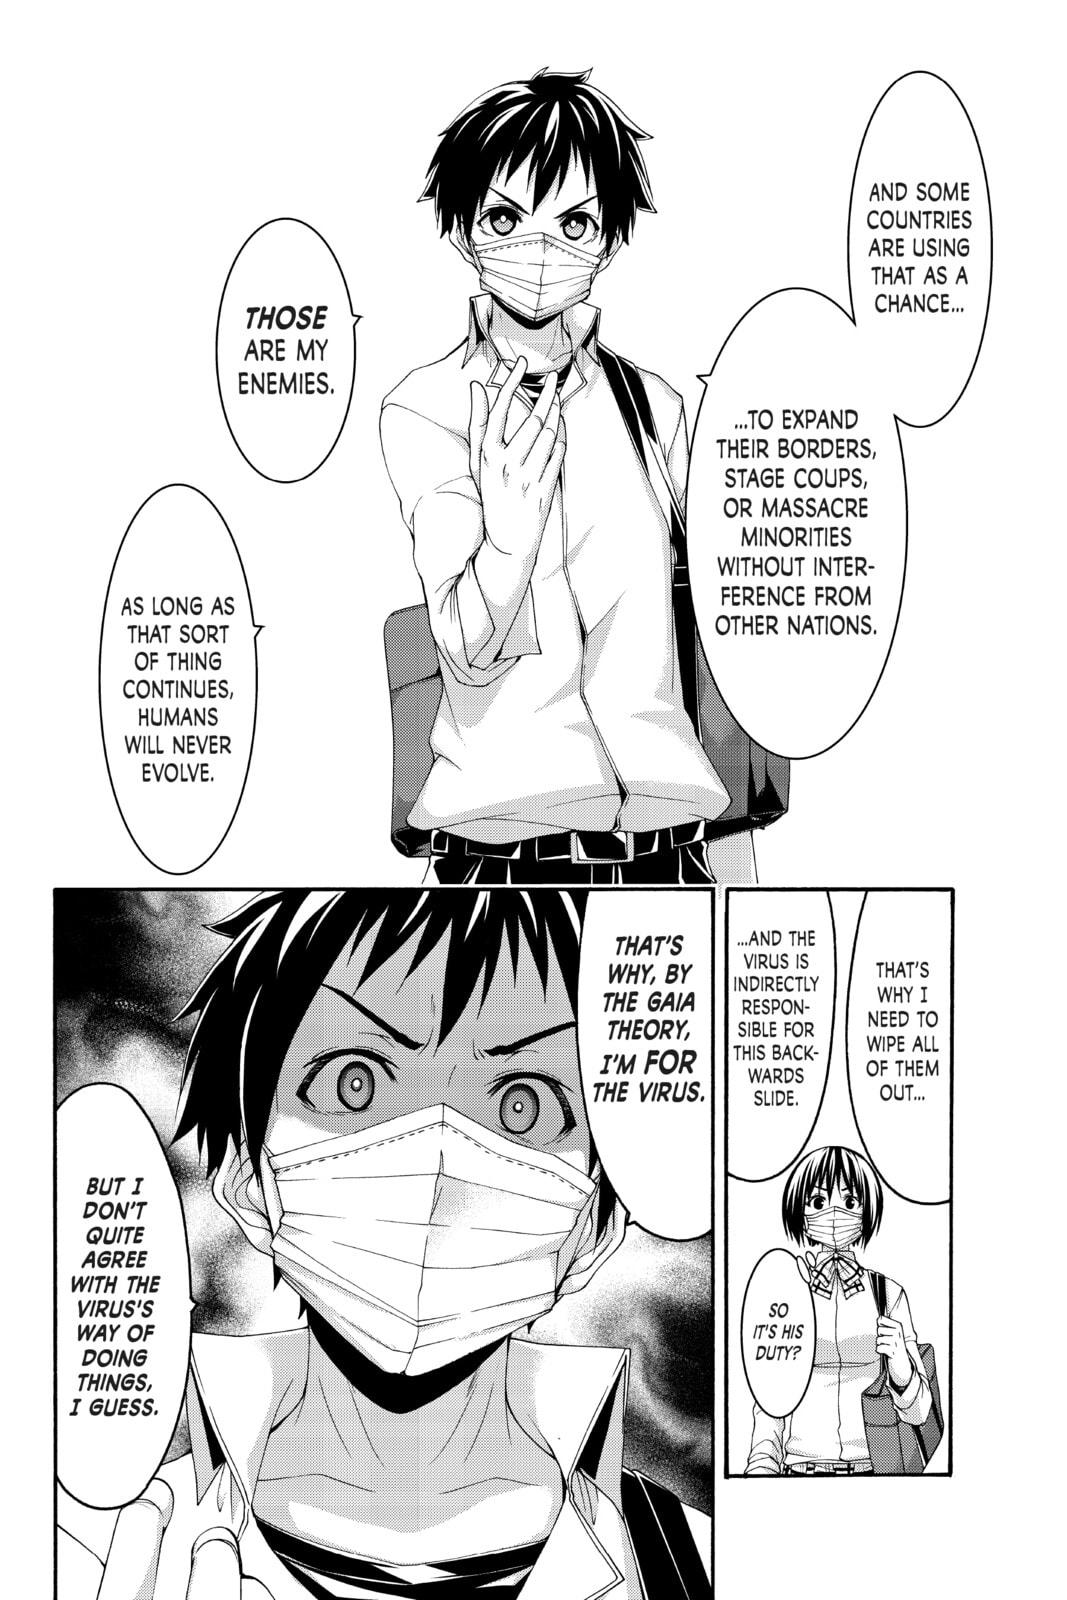 AND SOME
COUNTRIES
ARE USING
THAT AS A
CHANCE...
...TO EXPAND
THEIR BORDERS,
STAGE COUPS,
OR MASSACRE
MINORITIES
WITHOUT INTER-
FERENCE FROM
OTHER NATIONS.
THOSE
ARE MY
ENEMIES.
AS LONG AS
THAT SORT
OF THING
CONTINUES,
HUMANS
WILL NEVER
EVOLVE.
THAT'S
WHY I
NEED TO
WIPE ALL
OF THEM
OUT...
...AND THE
VIRUS IS
INDIRECTLY
RESPON-
SIBLE FOR
THIS BACK-
WARDS
SLIDE.
SO
IT'S HIS
DUTY?
THAT'S
WHY, BY
THE GAIA
THEORY,
I'M FOR
THE VIRUS.
BUT I
DON'T
QUITE
AGREE
WITH THE
VIRUS'S
WAY OF
DOING
THINGS,
I GUESS.